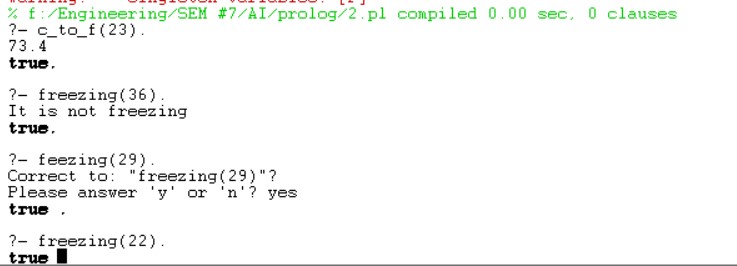 % f:/Engineering/SEM #7/AI/prolog/2.pl compiled 0.00 sec, 0 clauses
?- c_to_f(23).
73.4
true.
?- freezing(36).
It is not freezing
true.
?- feezing(29).
Correct to: "freezing(29)"?
Please answer 'y' or 'n'? yes
true .
?- freezing(22).
true